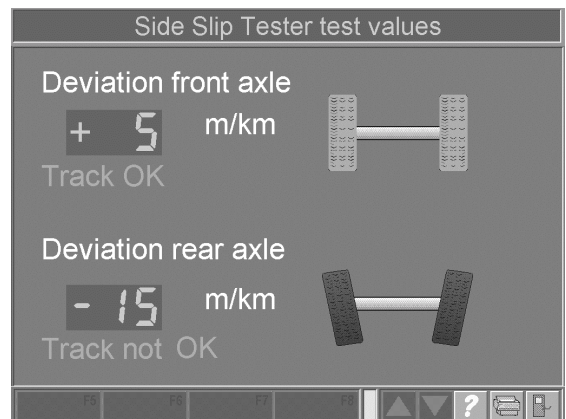 Side Slip Tester test values
Deviation front axle
+ 5 m/km
Track OK
Deviation rear axle
- 15 m/km
Track not OK
F5 F6 F7 F8 ?